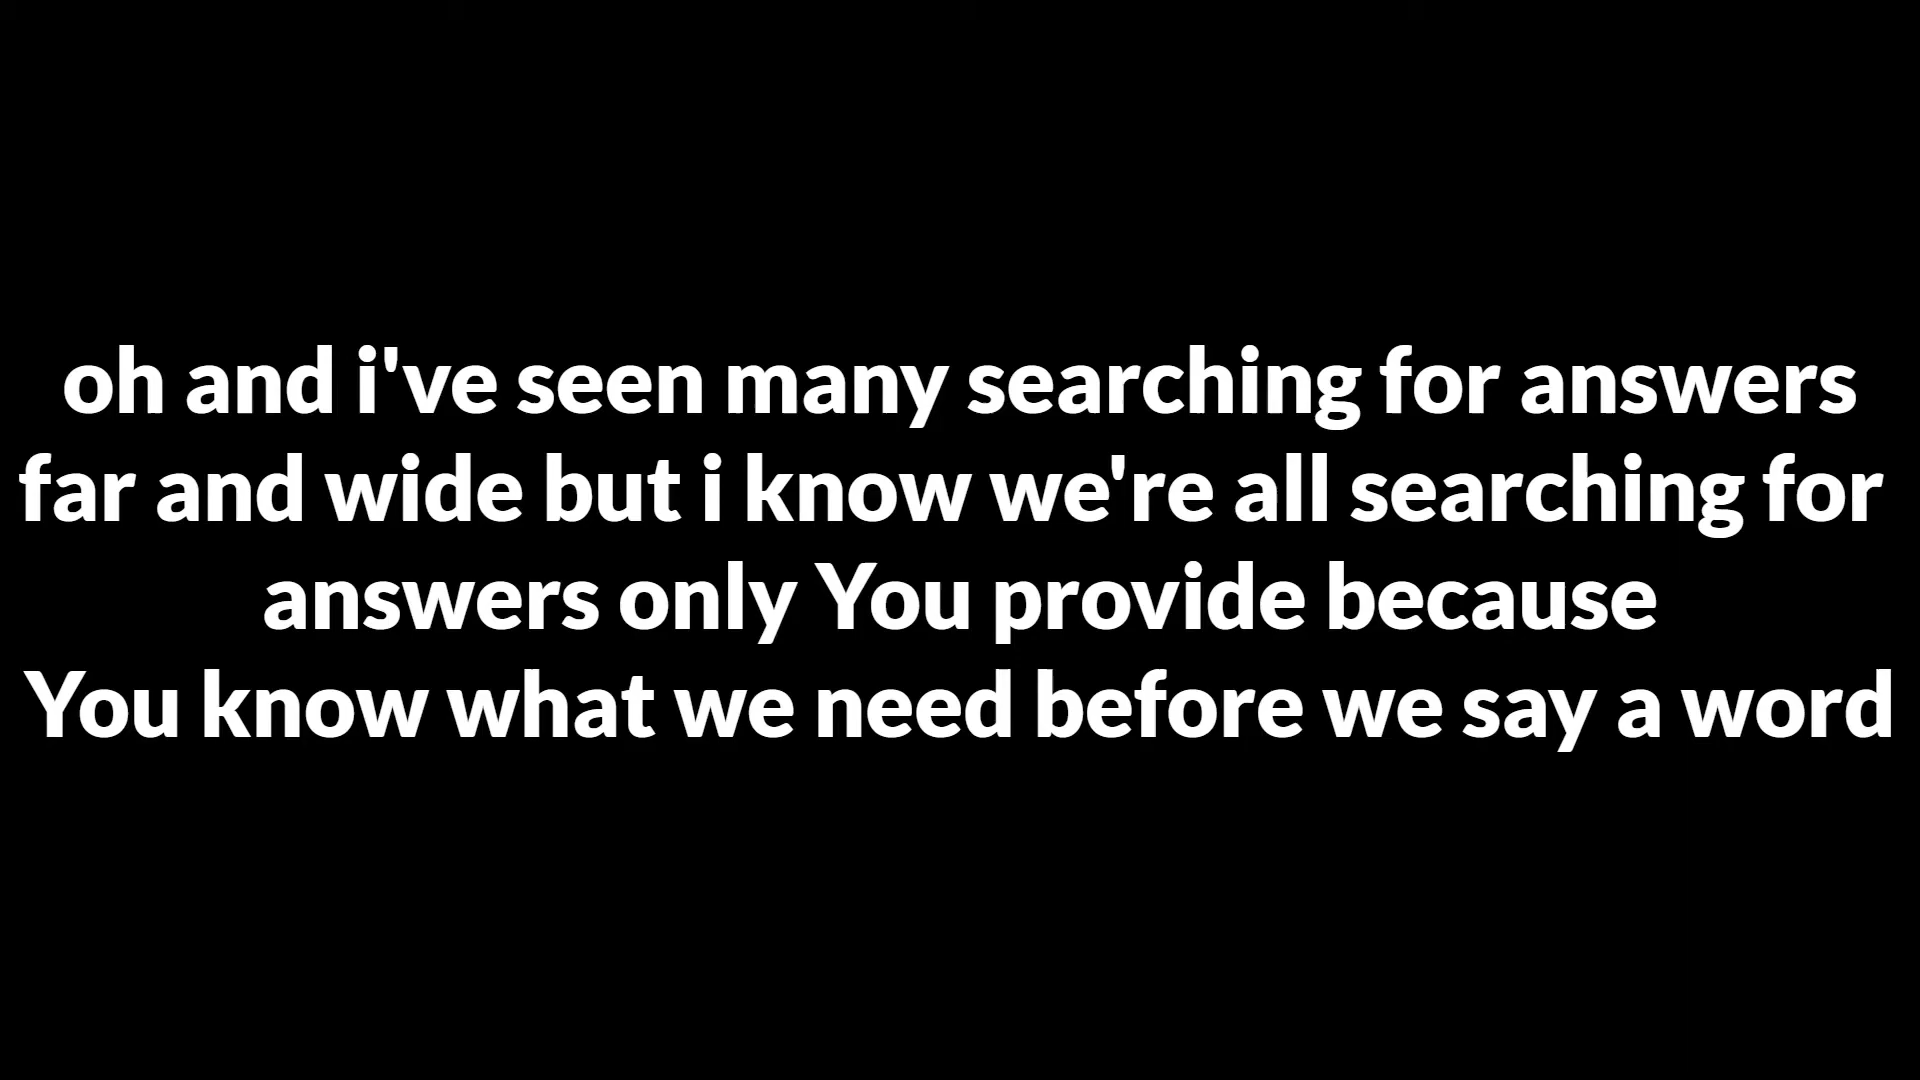 oh and i've seen many searching for answers
far and wide but i know we're all searching for
answers only You provide because
You know what we need before we say a word